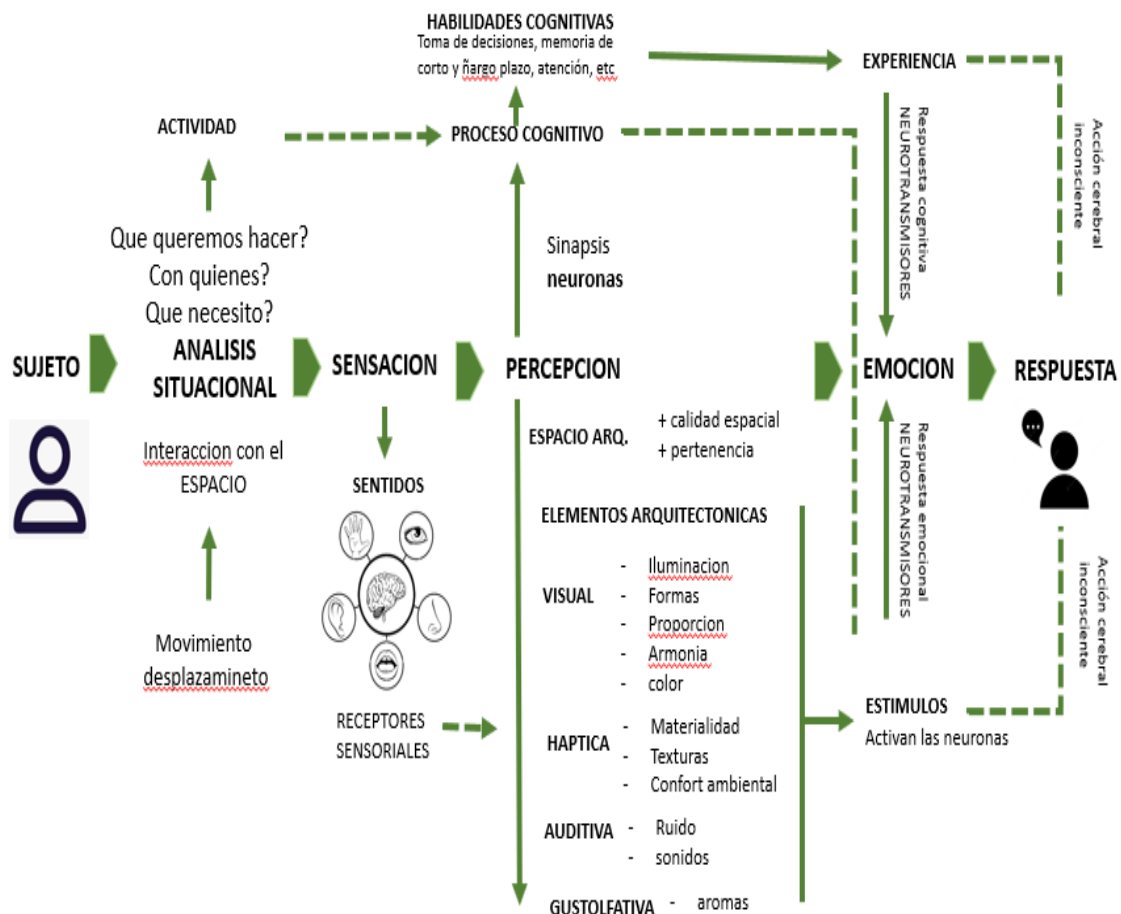 HABILIDADES COGNITIVAS
Toma de decisiones, memoria de
corto y ñargo plazo, atención, etc
EXPERIENCIA
ACTIVIDAD
PROCESO COGNITIVO
Respuesta cognitiva
NEUROTRANSMISORES
Acción cerebral
inconsciente
Que queremos hacer?
Con quienes?
Que necesito?
Sinapsis
neuronas
SUJETO
ANALISIS
SITUACIONAL
SENSACION
PERCEPCION
EMOCION
RESPUESTA
Interaccion con el
ESPACIO
SENTIDOS
ESPACIO ARQ.
+ calidad espacial
+ pertenencia
Respuesta emocional
NEUROTRANSMISORES
Acción cerebral
inconsciente
Movimiento
desplazamineto
RECEPTORES
SENSORIALES
ELEMENTOS ARQUITECTONICAS
VISUAL
- Iluminacion
- Formas
- Proporcion
- Armonia
- color
HAPTICA
- Materialidad
- Texturas
- Confort ambiental
AUDITIVA
- Ruido
- sonidos
GUSTOLFATIVA - aromas
ESTIMULOS
Activan las neuronas